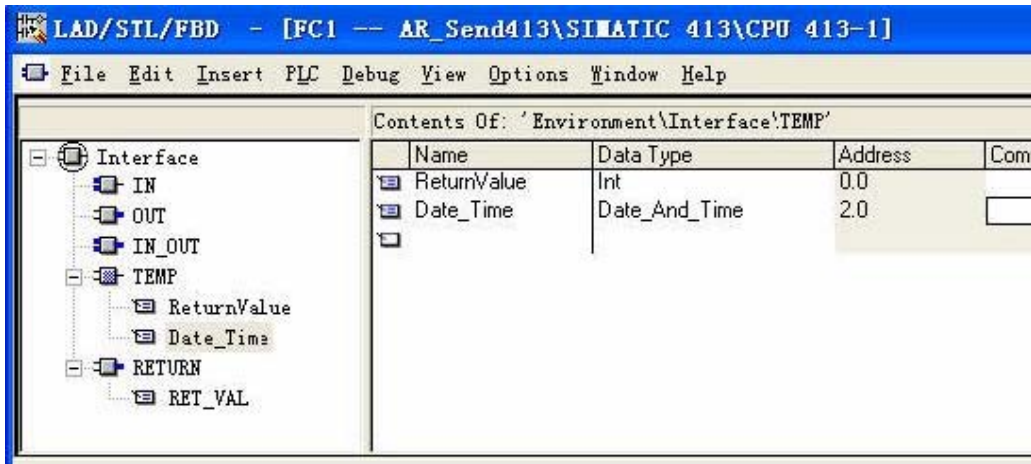 LAD/STL/FBD - [FC1 -- AR_Send413\SIMATIC 413\CPU 413-1]
File Edit Insert PLC Debug View Options Window Help
Contents Of: 'Environment\Interface\TEMP'
Interface
IN
OUT
IN_OUT
TEMP
ReturnValue
Date_Time
RETURN
RET_VAL
Name Data Type Address Com
ReturnValue Int 0.0
Date_Time Date_And_Time 2.0